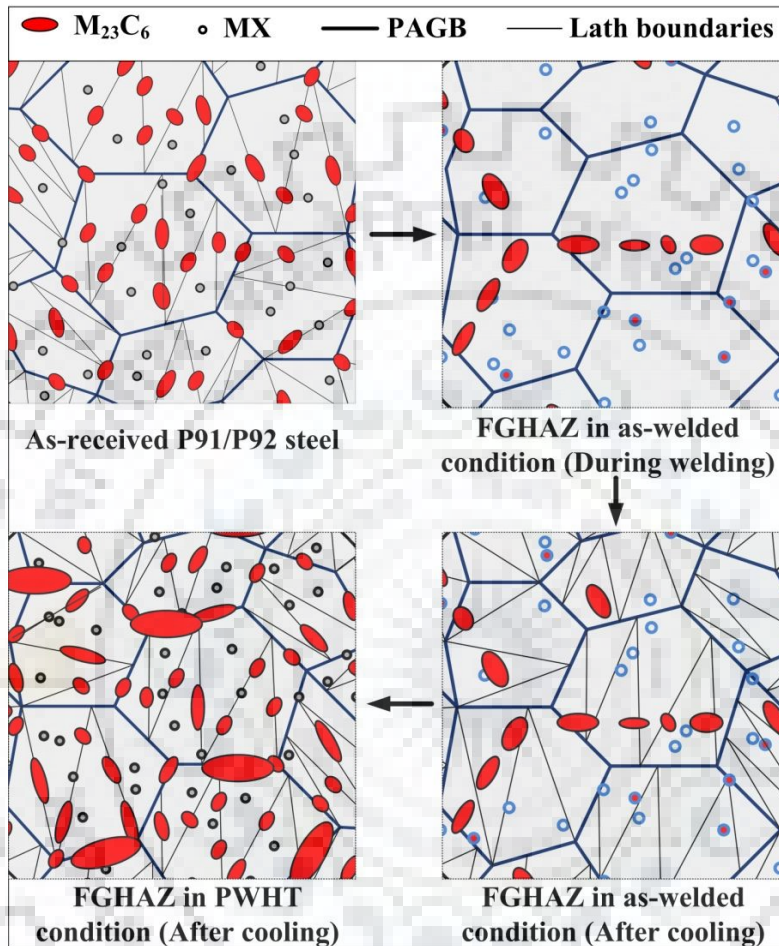 M23C6 MX PAGB Lath boundaries
As-received P91/P92 steel
FGHAZ in as-welded
condition (During welding)
FGHAZ in PWHT
condition (After cooling)
FGHAZ in as-welded
condition (After cooling)